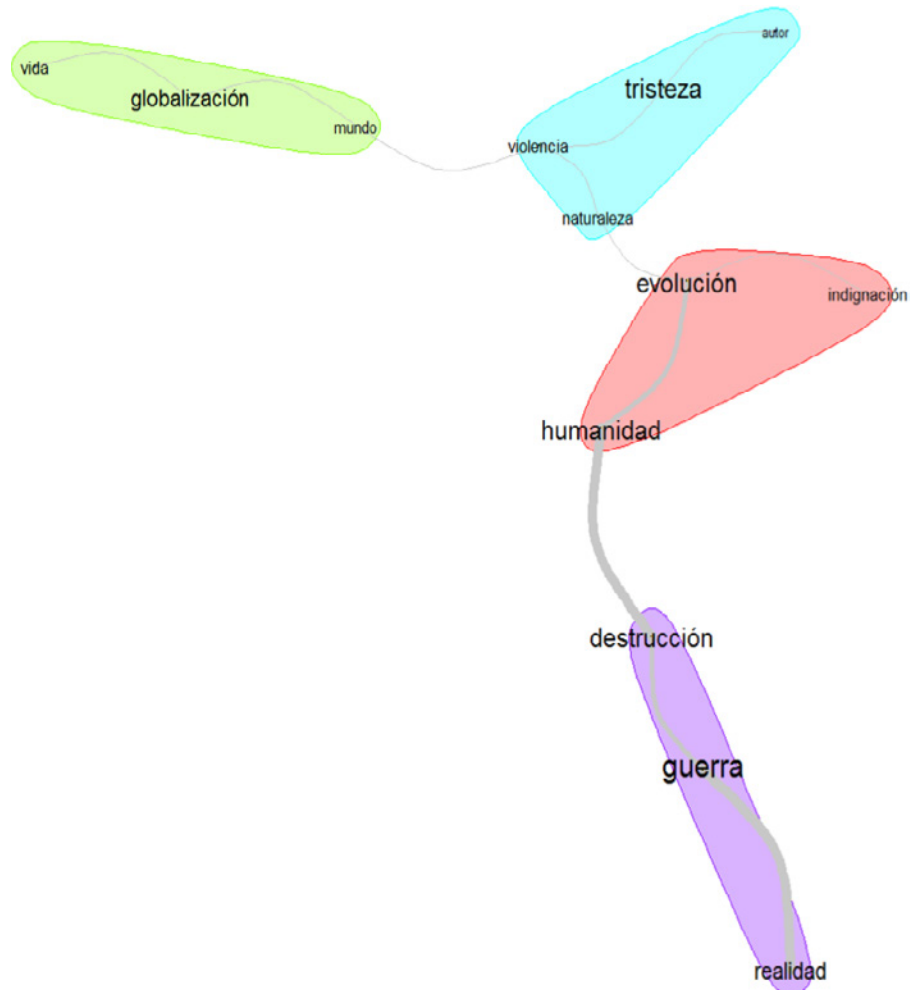 autor
vida
tristeza
globalización
mundo
violencia
naturaleza
evolución
indignación
humanidad
destrucción
guerra
realidad